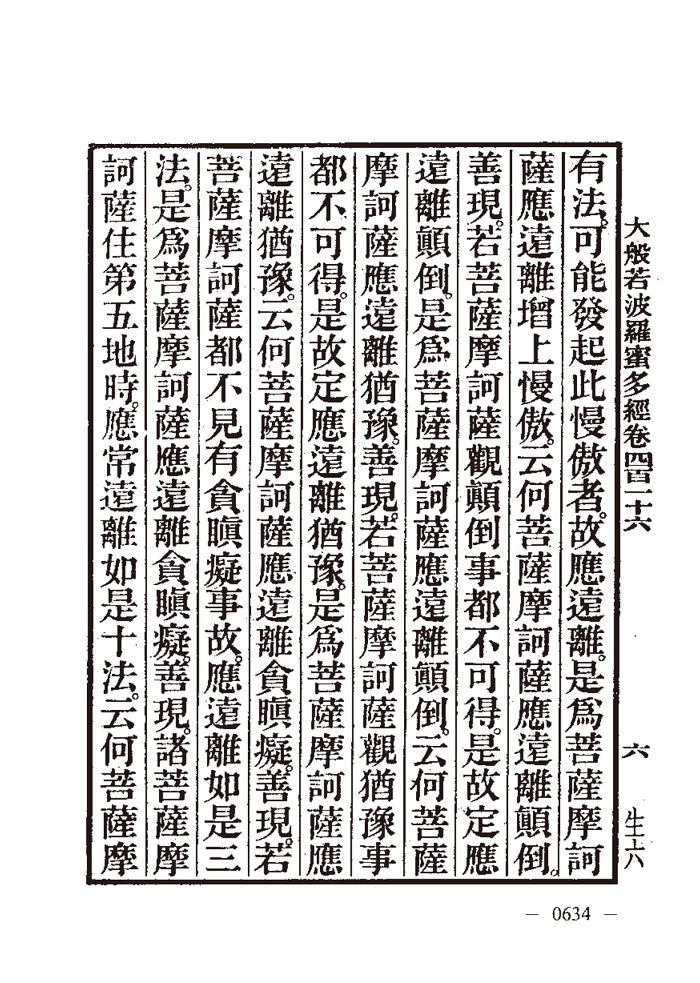 大般若波羅蜜多經卷四百一十六
六
生六
有法。可能發起此慢傲者。故應遠離。是爲菩薩摩訶
薩應遠離增上慢傲。云何菩薩摩訶薩應遠離顚倒。
善現。若菩薩摩訶薩觀顚倒事都不可得。是故定應
遠離顚倒。是爲菩薩摩訶薩應遠離顚倒。云何菩薩
摩訶薩應遠離猶豫。善現。若菩薩摩訶薩觀猶豫事
都不可得。是故定應遠離猶豫。是爲菩薩摩訶薩應
遠離猶豫。云何菩薩摩訶薩應遠離貪瞋癡。善現。若
菩薩摩訶薩都不見有貪瞋癡事故。應遠離如是三
法。是爲菩薩摩訶薩應遠離貪瞋癡。善現。諸菩薩摩
訶薩住第五地時。應常遠離如是十法。云何菩薩摩
— 0634 —